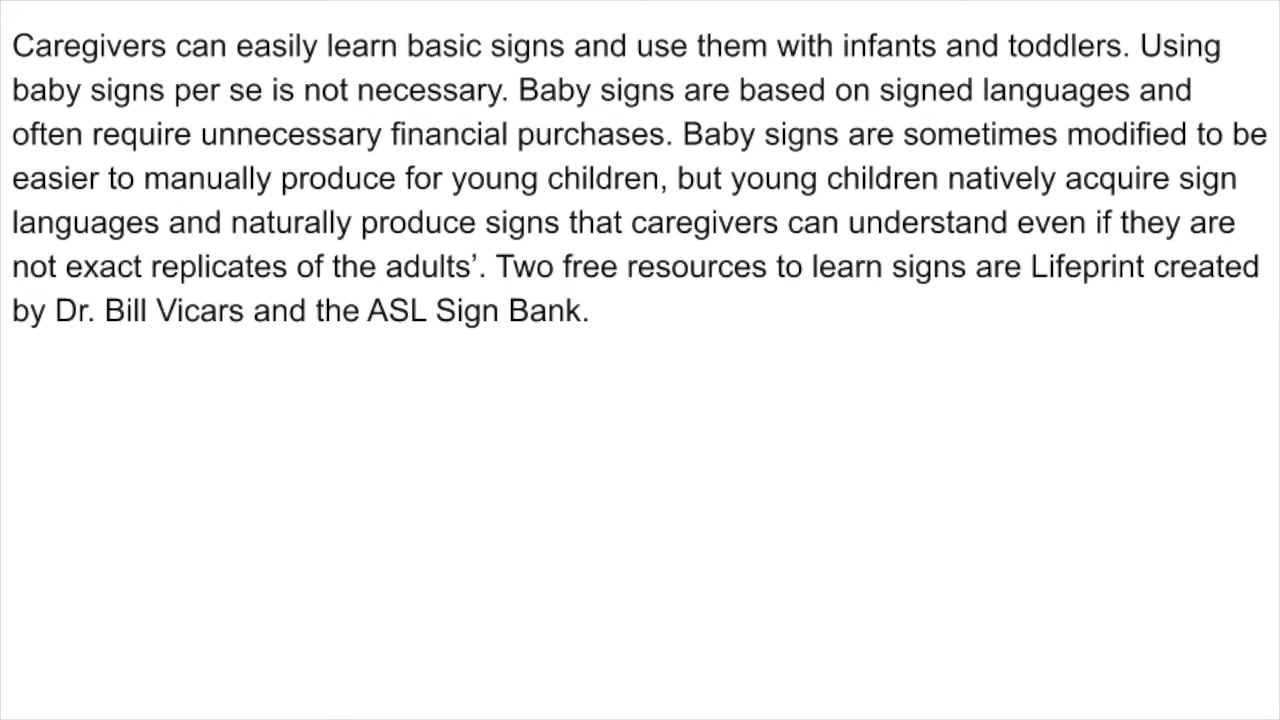 Caregivers can easily learn basic signs and use them with infants and toddlers. Using
baby signs per se is not necessary. Baby signs are based on signed languages and
often require unnecessary financial purchases. Baby signs are sometimes modified to be
easier to manually produce for young children, but young children natively acquire sign
languages and naturally produce signs that caregivers can understand even if they are
not exact replicates of the adults’. Two free resources to learn signs are Lifeprint created
by Dr. Bill Vicars and the ASL Sign Bank.